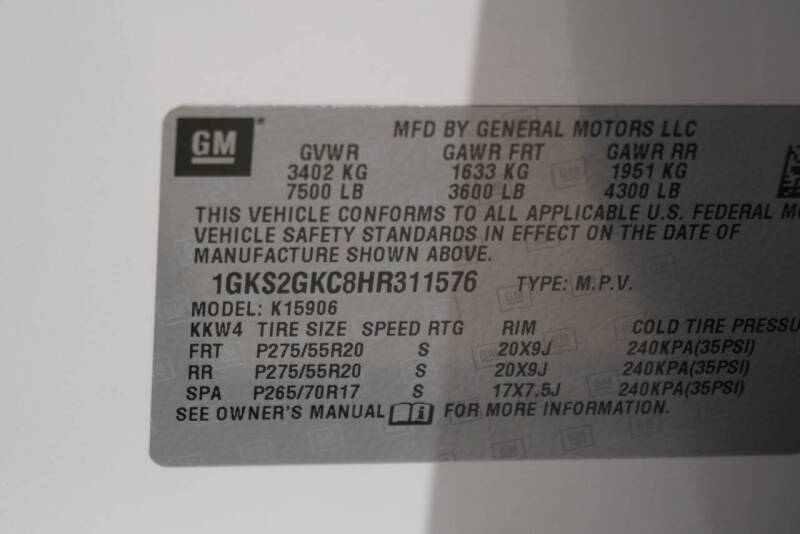 GM MFD BY GENERAL MOTORS LLC
GVWR GAWR FRT GAWR RR
3402 KG 1633 KG 1951 KG
7500 LB 3600 LB 4300 LB
THIS VEHICLE CONFORMS TO ALL APPLICABLE U.S. FEDERAL
VEHICLE SAFETY STANDARDS IN EFFECT ON THE DATE OF
MANUFACTURE SHOWN ABOVE.
1GKS2GKC8HR311576 TYPE: M.P.V.
MODEL: K15906
KKW4 TIRE SIZE SPEED RTG RIM COLD TIRE PRESSU
FRT P275/55R20 S 20X9J 240KPA(35PSI)
RR P275/55R20 S 20X9J 240KPA(35PSI)
SPA P265/70R17 S 17X7.5J 240KPA(35PSI)
SEE OWNER'S MANUAL FOR MORE INFORMATION.